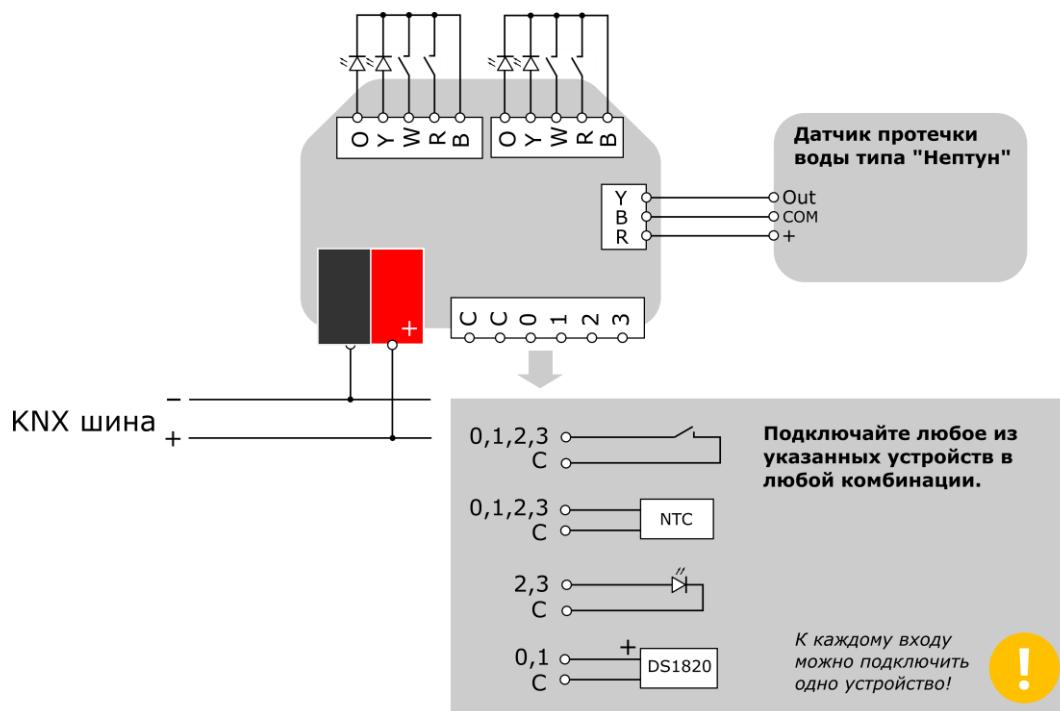 O Y W R B
O Y W R B
Датчик протечки
воды типа "Нептун"
Y
B
R
Out
COM
+
+
C C 0 1 2 3
KNX шина
−
+
0,1,2,3
C
Подключайте любое из
указанных устройств в
любой комбинации.
0,1,2,3
C
NTC
2,3
C
0,1
C
+
DS1820
К каждому входу
можно подключить
одно устройство!
!